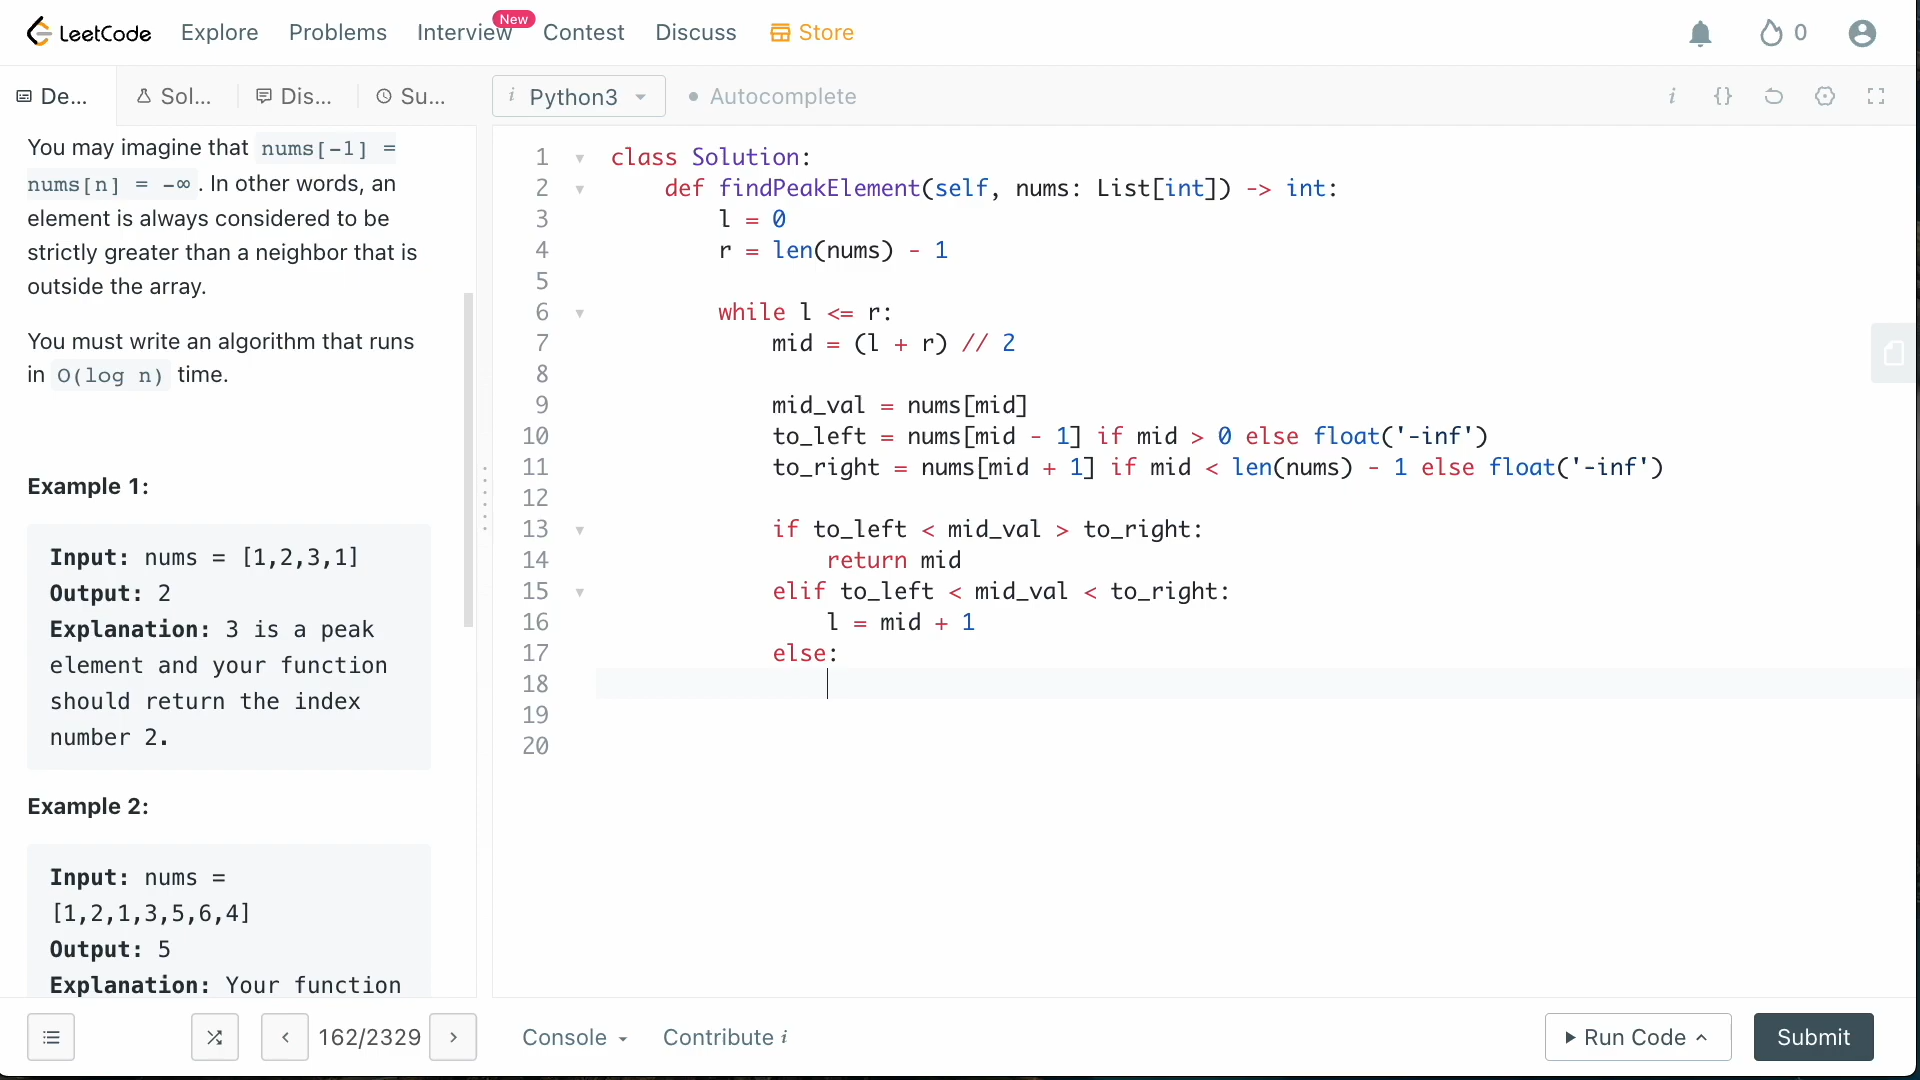 LeetCode Explore Problems Interview New Contest Discuss Store 0
De... Sol... Dis... Su... i Python3 Autocomplete i {}
You may imagine that nums[-1] =
nums[n] = -∞ . In other words, an
element is always considered to be
strictly greater than a neighbor that is
outside the array.
You must write an algorithm that runs
in O(log n) time.
Example 1:
Input: nums = [1,2,3,1]
Output: 2
Explanation: 3 is a peak
element and your function
should return the index
number 2.
Example 2:
Input: nums =
[1,2,1,3,5,6,4]
Output: 5
Explanation: Your function
1 class Solution:
2 def findPeakElement(self, nums: List[int]) -> int:
3 l = 0
4 r = len(nums) - 1
5
6 while l <= r:
7 mid = (l + r) // 2
8
9 mid_val = nums[mid]
10 to_left = nums[mid - 1] if mid > 0 else float('-inf')
11 to_right = nums[mid + 1] if mid < len(nums) - 1 else float('-inf')
12
13 if to_left < mid_val > to_right:
14 return mid
15 elif to_left < mid_val < to_right:
16 l = mid + 1
17 else:
18
19
20
162/2329 Console Contribute i Run Code Submit